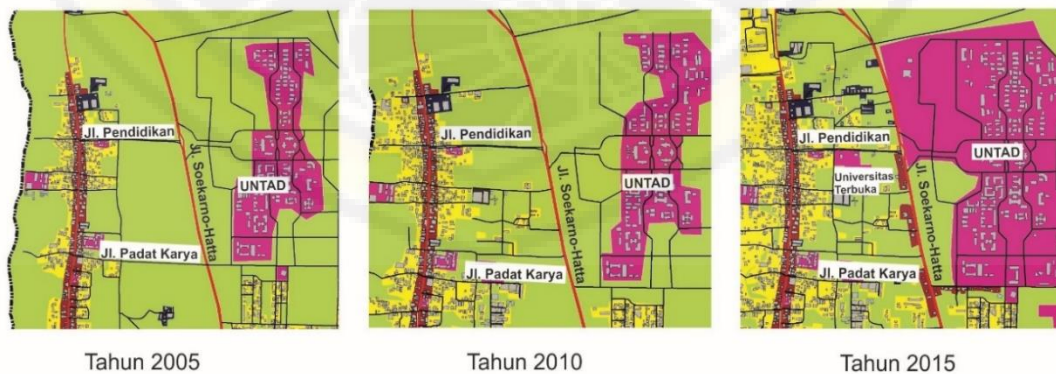 Jl. Pendidikan
UNTAD
Jl. Soekarno-Hatta
Jl. Padat Karya
Tahun 2005
Jl. Pendidikan
UNTAD
Jl. Soekarno-Hatta
Jl. Padat Karya
Tahun 2010
Jl. Pendidikan
Universitas
Terbuka
UNTAD
Jl. Soekarno-Hatta
Jl. Padat Karya
Tahun 2015